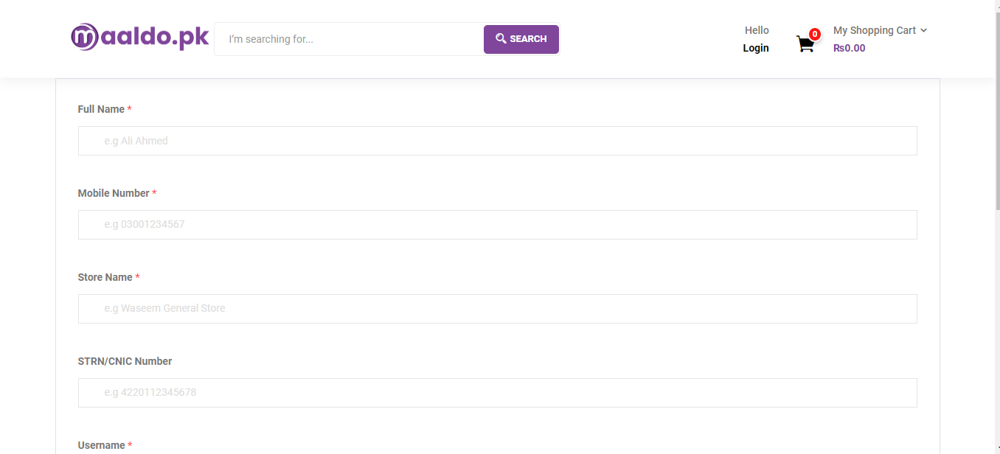 maaldo.pk
I'm searching for...
SEARCH
Hello
Login
0
My Shopping Cart
Rs0.00
Full Name *
e.g Ali Ahmed
Mobile Number *
e.g 03001234567
Store Name *
e.g Waseem General Store
STRN/CNIC Number
e.g 4220112345678
Username *